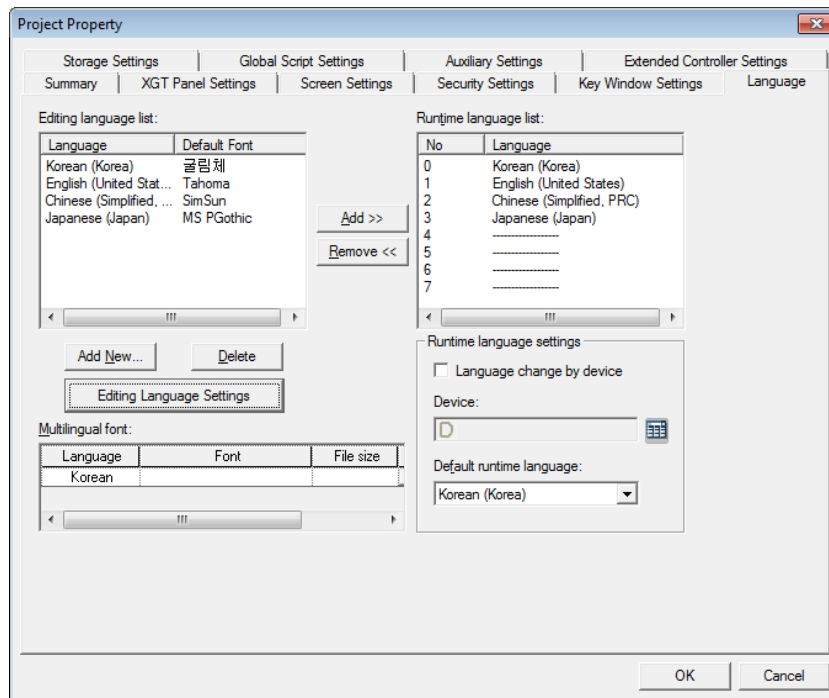 Project Property
Storage Settings Global Script Settings Auxiliary Settings Extended Controller Settings
Summary XGT Panel Settings Screen Settings Security Settings Key Window Settings Language
Editing language list:
Language Default Font
Korean (Korea) 굴림체
English (United Stat... Tahoma
Chinese (Simplified, ... SimSun
Japanese (Japan) MS PGothic
Add >>
Remove <<
Runtime language list:
No Language
0 Korean (Korea)
1 English (United States)
2 Chinese (Simplified, PRC)
3 Japanese (Japan)
4 -----------------
5 -----------------
6 -----------------
7 -----------------
Add New... Delete
Editing Language Settings
Multilingual font:
Language Font File size
Korean
Runtime language settings
Language change by device
Device:
D
Default runtime language:
Korean (Korea)
OK Cancel